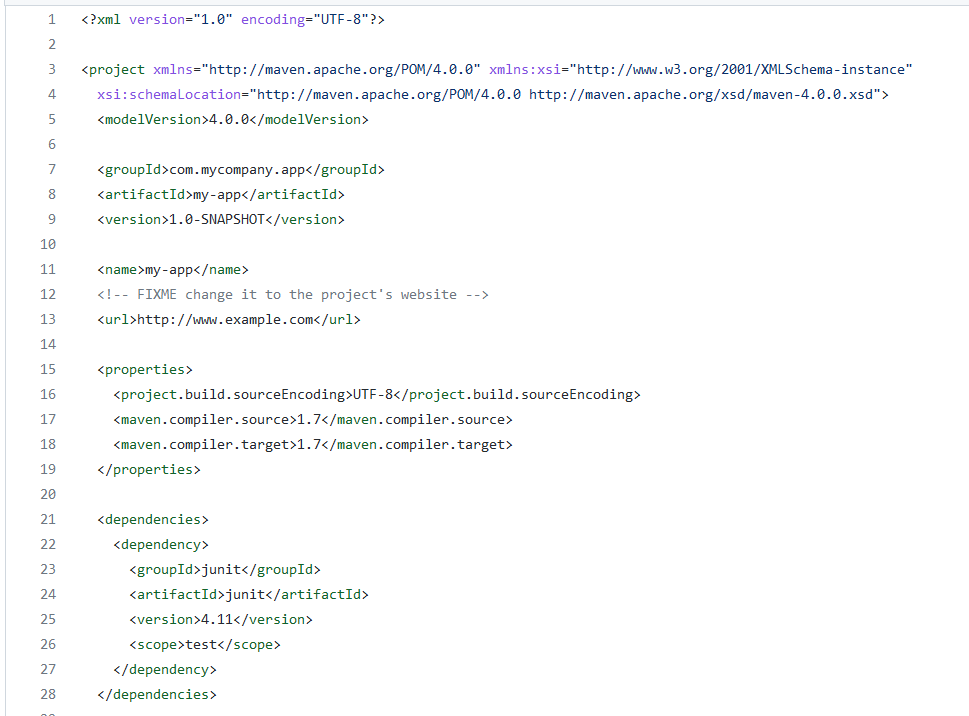 1 <?xml version="1.0" encoding="UTF-8"?>
2
3 <project xmlns="http://maven.apache.org/POM/4.0.0" xmlns:xsi="http://www.w3.org/2001/XMLSchema-instance"
4   xsi:schemaLocation="http://maven.apache.org/POM/4.0.0 http://maven.apache.org/xsd/maven-4.0.0.xsd">
5   <modelVersion>4.0.0</modelVersion>
6
7   <groupId>com.mycompany.app</groupId>
8   <artifactId>my-app</artifactId>
9   <version>1.0-SNAPSHOT</version>
10
11   <name>my-app</name>
12   <!-- FIXME change it to the project's website -->
13   <url>http://www.example.com</url>
14
15   <properties>
16     <project.build.sourceEncoding>UTF-8</project.build.sourceEncoding>
17     <maven.compiler.source>1.7</maven.compiler.source>
18     <maven.compiler.target>1.7</maven.compiler.target>
19   </properties>
20
21   <dependencies>
22     <dependency>
23       <groupId>junit</groupId>
24       <artifactId>junit</artifactId>
25       <version>4.11</version>
26       <scope>test</scope>
27     </dependency>
28   </dependencies>